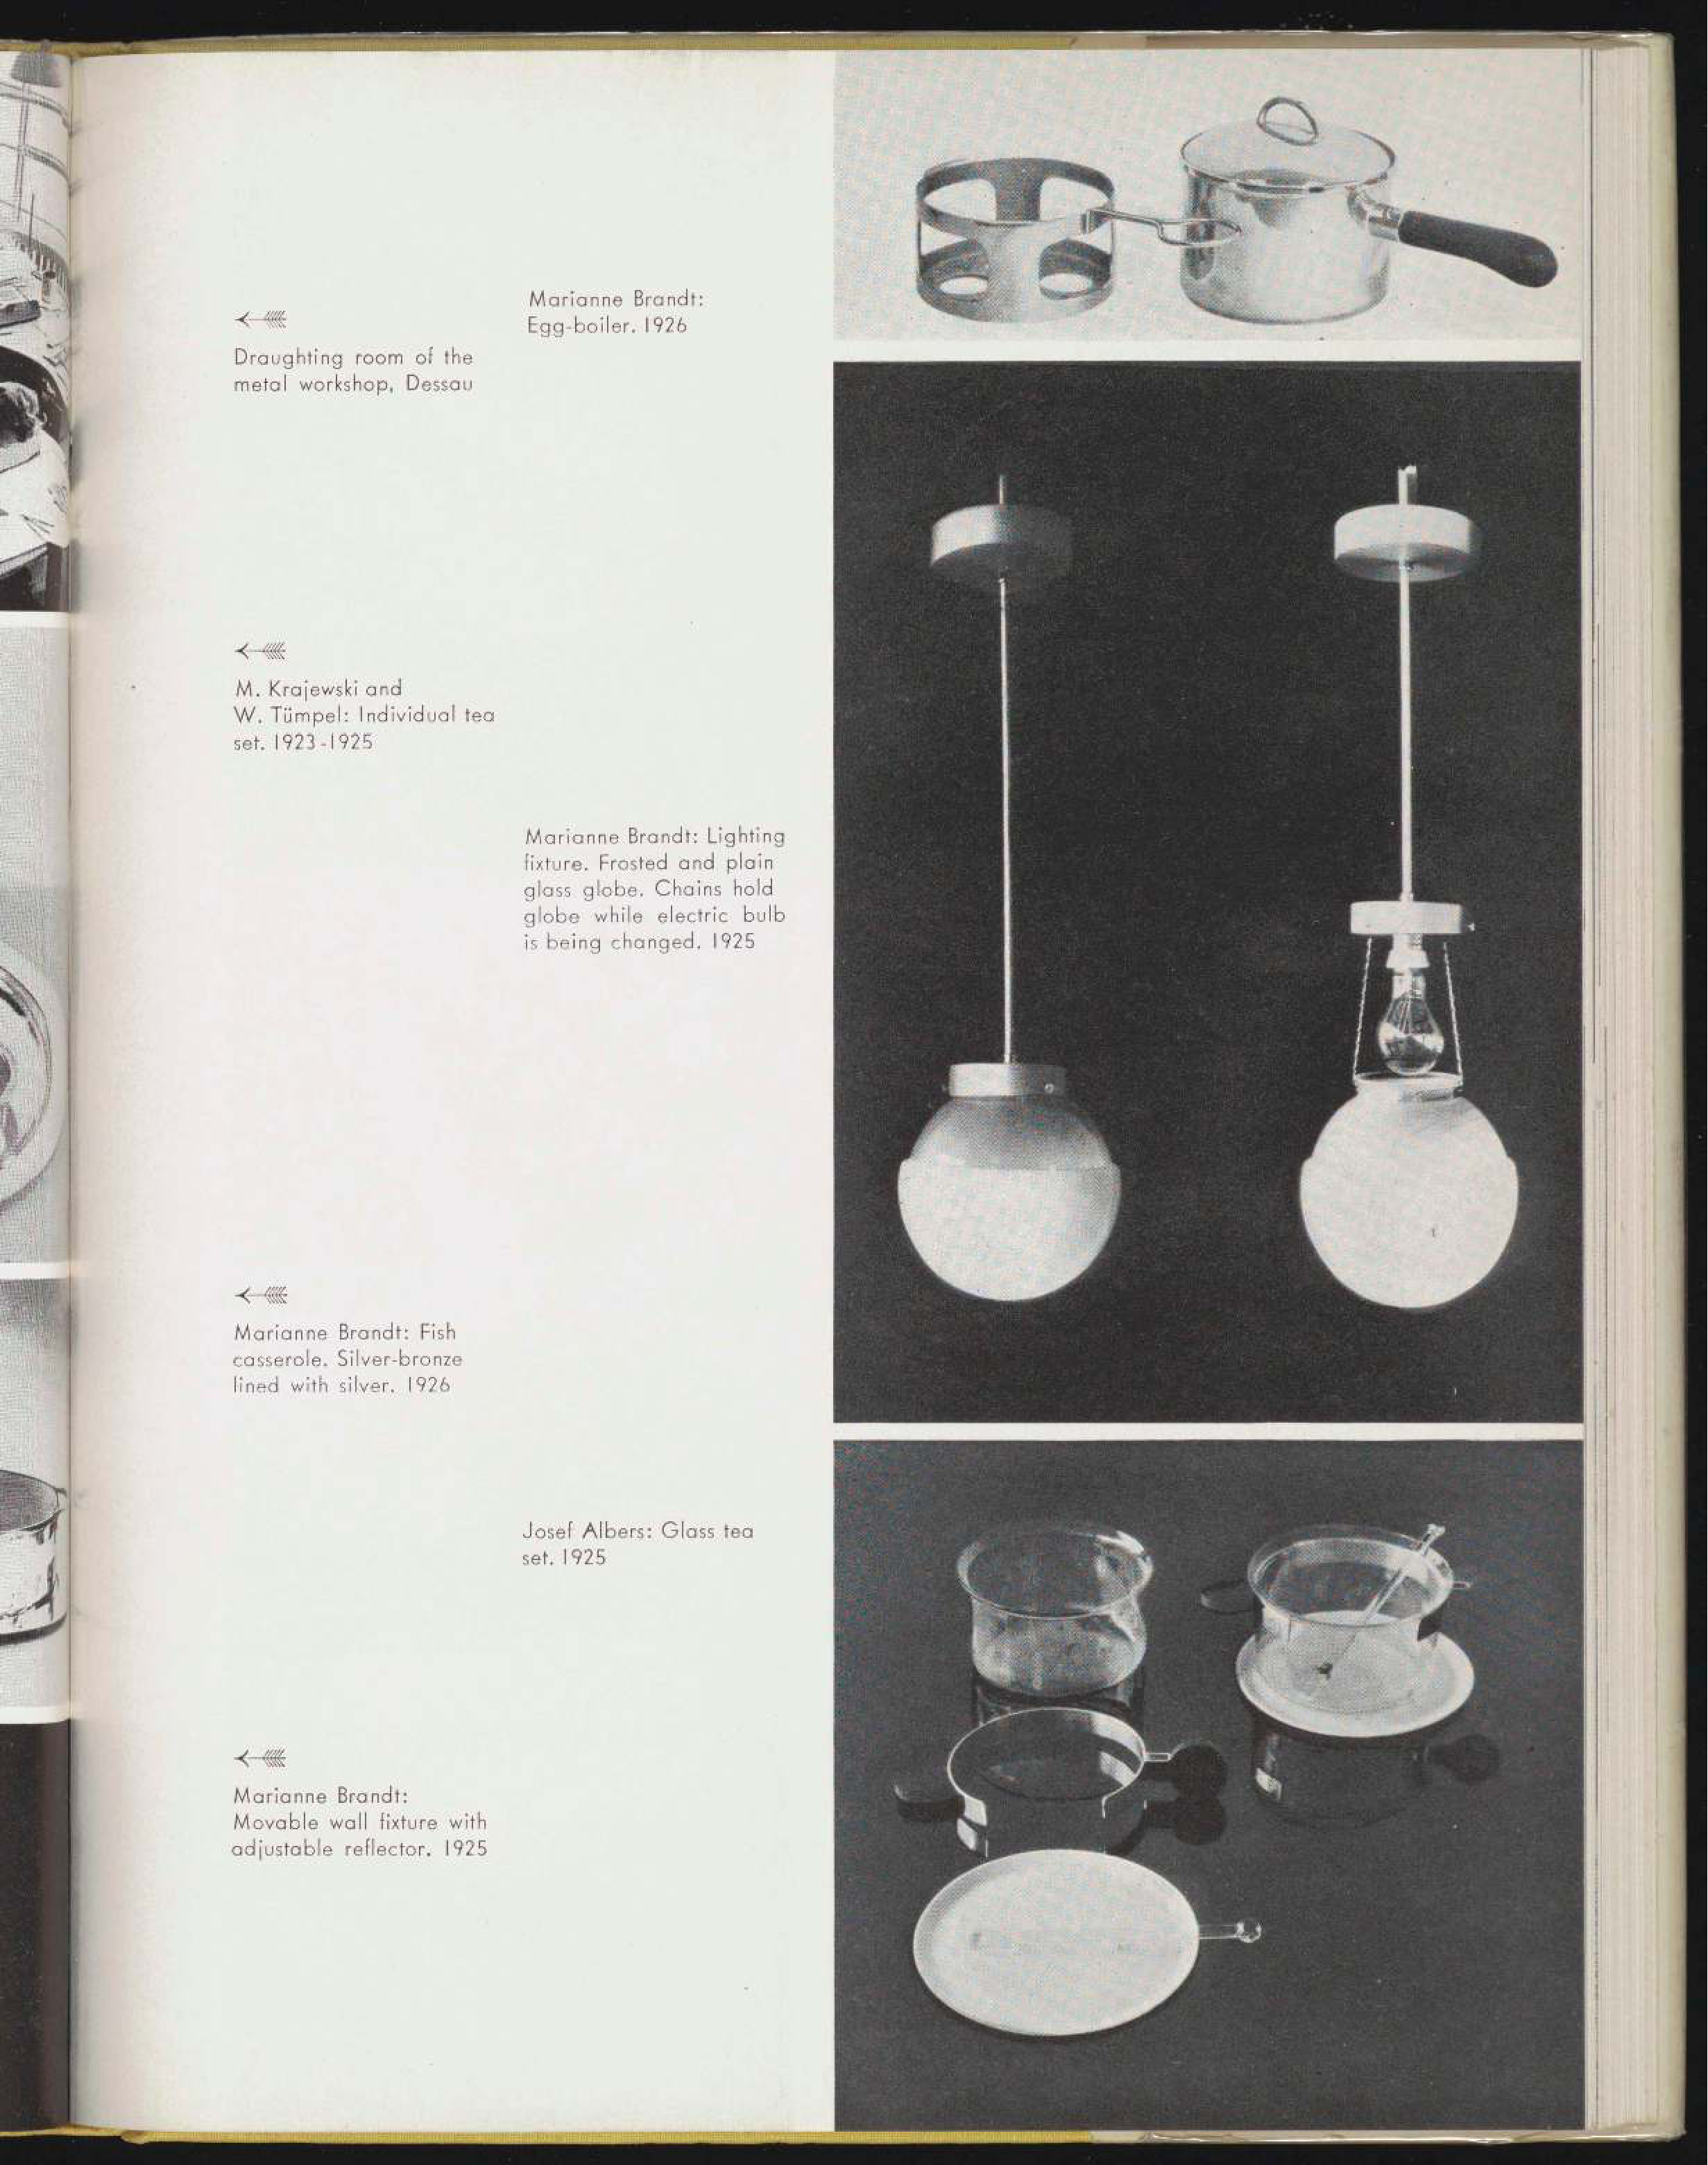 Marianne Brandt:
Egg-boiler. 1926
Draughting room of the
metal workshop, Dessau
M. Krajewski and
W. Tümpel: Individual tea
set. 1923-1925
Marianne Brandt: Lighting
fixture. Frosted and plain
glass globe. Chains hold
globe while electric bulb
is being changed. 1925
Marianne Brandt: Fish
casserole. Silver-bronze
lined with silver. 1926
Josef Albers: Glass tea
set. 1925
Marianne Brandt:
Movable wall fixture with
adjustable reflector. 1925